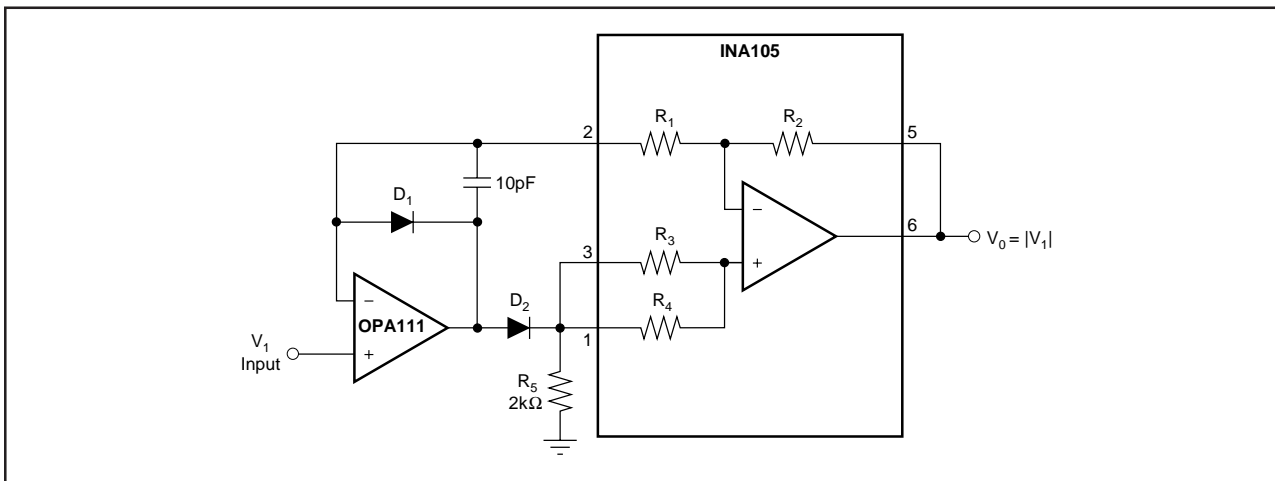 INA105
R1
R2
2
5
10pF
D1
R3
3
6
V0 = |V1|
D2
R4
OPA111
1
V1
Input
R5
2kΩ
−
+
−
+